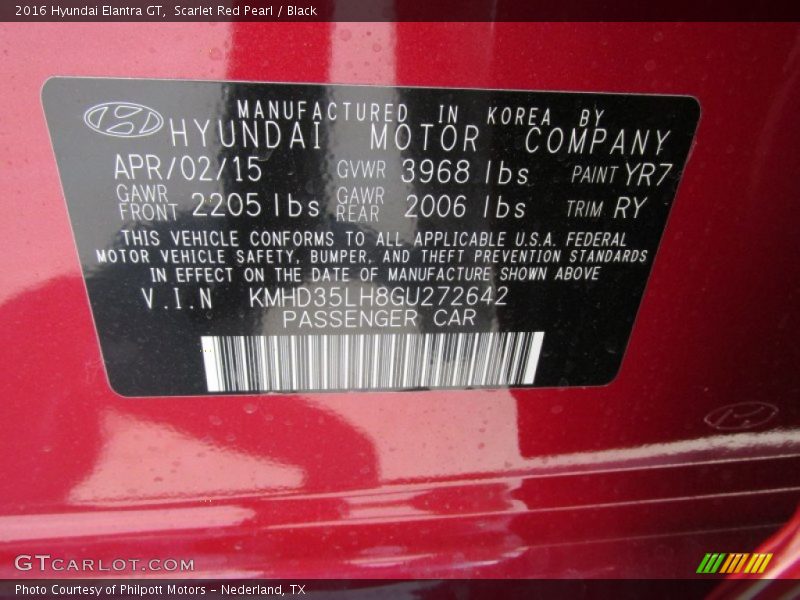 2016 Hyundai Elantra GT,  Scarlet Red Pearl / Black
MANUFACTURED IN KOREA BY
HYUNDAI MOTOR COMPANY
APR/02/15 GVWR 3968 lbs PAINT YR7
GAWR FRONT 2205 lbs GAWR REAR 2006 lbs TRIM RY
THIS VEHICLE CONFORMS TO ALL APPLICABLE U.S.A. FEDERAL
MOTOR VEHICLE SAFETY, BUMPER, AND THEFT PREVENTION STANDARDS
IN EFFECT ON THE DATE OF MANUFACTURE SHOWN ABOVE
V.I.N KMHD35LH8GU272642
PASSENGER CAR
GTCARLOT.COM
Photo Courtesy of Philpott Motors - Nederland, TX